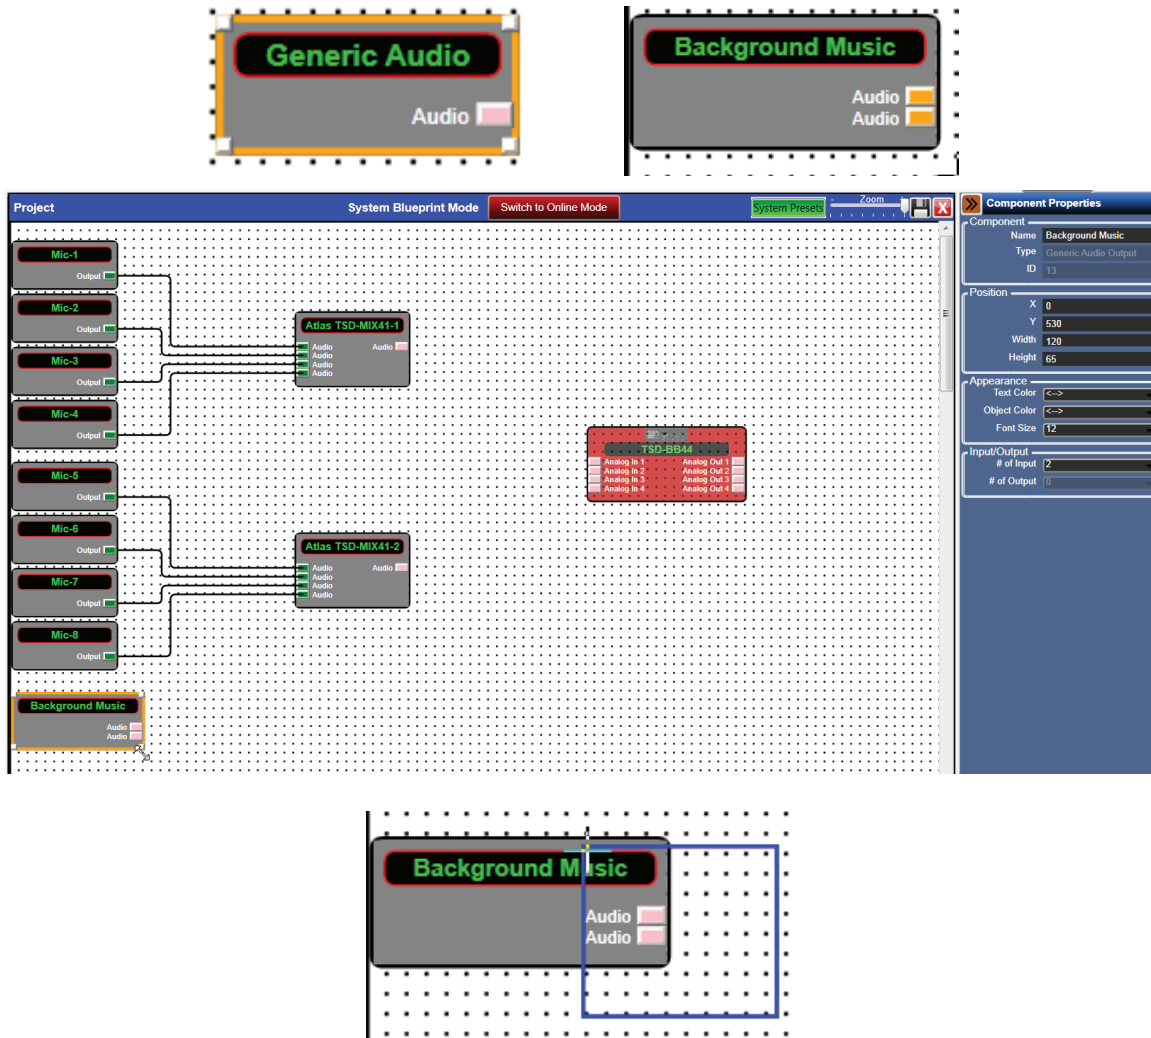 Generic Audio
Audio
Background Music
Audio
Audio
Project
System Blueprint Mode
Switch to Online Mode
System Presets
- Zoom
X
Mic-1
Output
Mic-2
Output
Mic-3
Output
Mic-4
Output
Mic-5
Output
Mic-6
Output
Mic-7
Output
Mic-8
Output
Background Music
Audio
Audio
Atlas TSD-MIX41-1
Audio Audio
Audio
Audio
Audio
Atlas TSD-MIX41-2
Audio Audio
Audio
Audio
Audio
TSD-BB44
Analog In 1 Analog Out 1
Analog In 2 Analog Out 2
Analog In 3 Analog Out 3
Analog In 4 Analog Out 4
Component Properties
Component
Name Background Music
Type Generic Audio Output
ID 13
Position
X 0
Y 530
Width 120
Height 65
Appearance
Text Color <-->
Object Color <-->
Font Size 12
Input/Output
# of Input 2
# of Output 0
Background Music
Audio
Audio